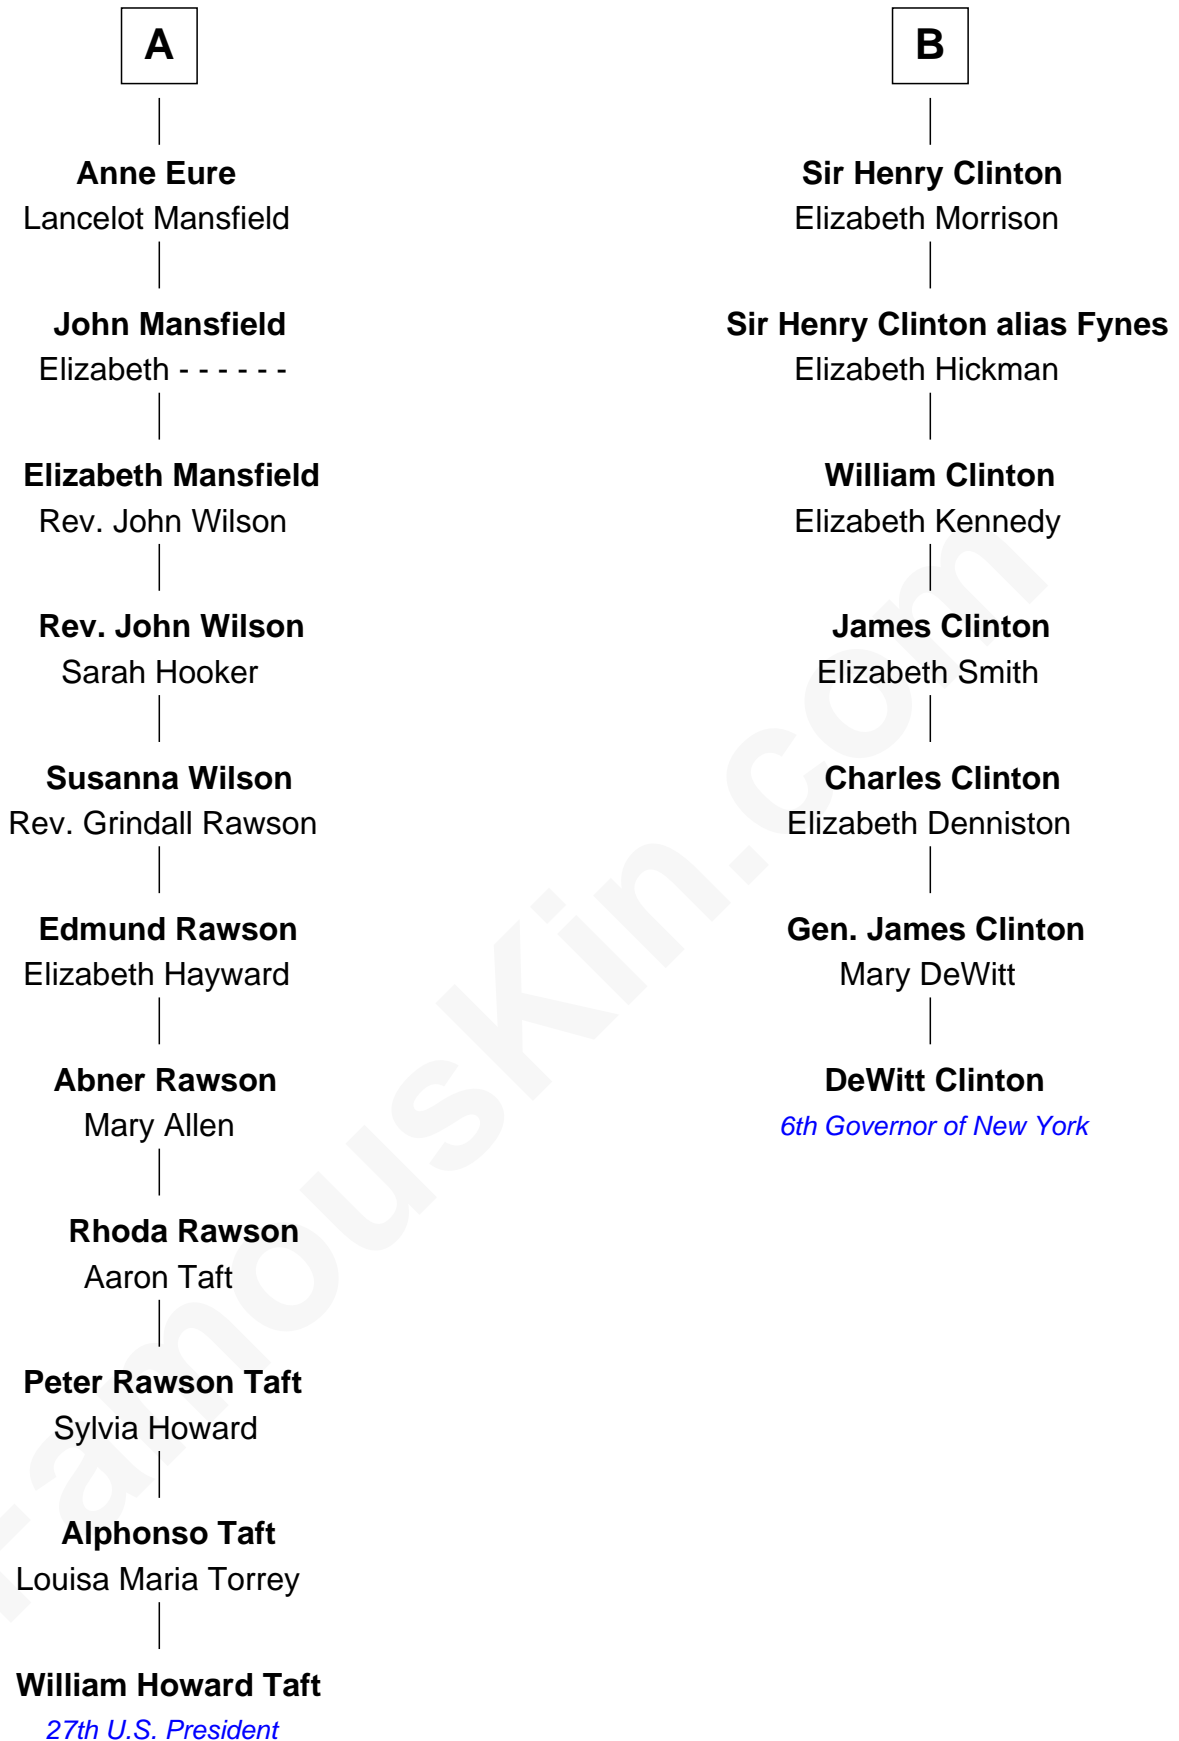 A
Anne Eure
Lancelot Mansfield
John Mansfield
Elizabeth - - - - - -
Elizabeth Mansfield
Rev. John Wilson
Rev. John Wilson
Sarah Hooker
Susanna Wilson
Rev. Grindall Rawson
Edmund Rawson
Elizabeth Hayward
Abner Rawson
Mary Allen
Rhoda Rawson
Aaron Taft
Peter Rawson Taft
Sylvia Howard
Alphonso Taft
Louisa Maria Torrey
William Howard Taft
27th U.S. President
B
Sir Henry Clinton
Elizabeth Morrison
Sir Henry Clinton alias Fynes
Elizabeth Hickman
William Clinton
Elizabeth Kennedy
James Clinton
Elizabeth Smith
Charles Clinton
Elizabeth Denniston
Gen. James Clinton
Mary DeWitt
DeWitt Clinton
6th Governor of New York
FamousKin.com